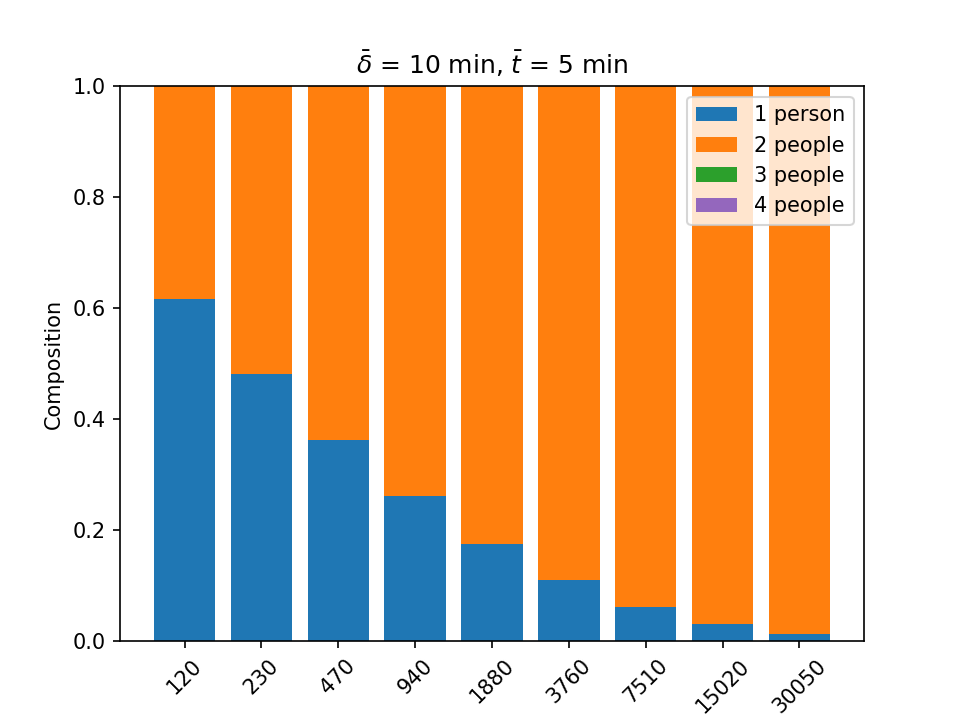 δ̄ = 10 min, t̄ = 5 min
1.0
0.8
0.6
0.4
0.2
0.0
Composition
1 person
2 people
3 people
4 people
120
230
470
940
1880
3760
7510
15020
30050